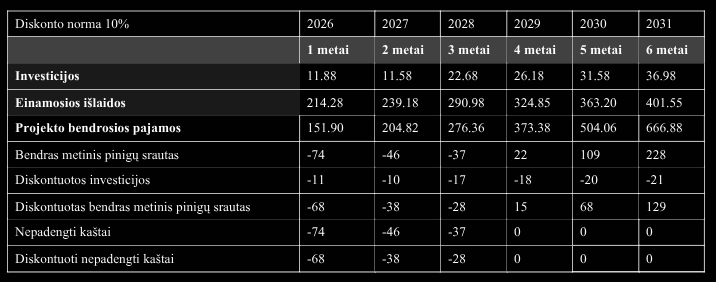 Diskonto norma 10% 2026 2027 2028 2029 2030 2031
1 metai 2 metai 3 metai 4 metai 5 metai 6 metai
Investicijos 11.88 11.58 22.68 26.18 31.58 36.98
Einamosios išlaidos 214.28 239.18 290.98 324.85 363.20 401.55
Projekto bendrosios pajamos 151.90 204.82 276.36 373.38 504.06 666.88
Bendras metinis pinigų srautas -74 -46 -37 22 109 228
Diskontuotos investicijos -11 -10 -17 -18 -20 -21
Diskontuotas bendras metinis pinigų srautas -68 -38 -28 15 68 129
Nepadengti kaštai -74 -46 -37 0 0 0
Diskontuoti nepadengti kaštai -68 -38 -28 0 0 0